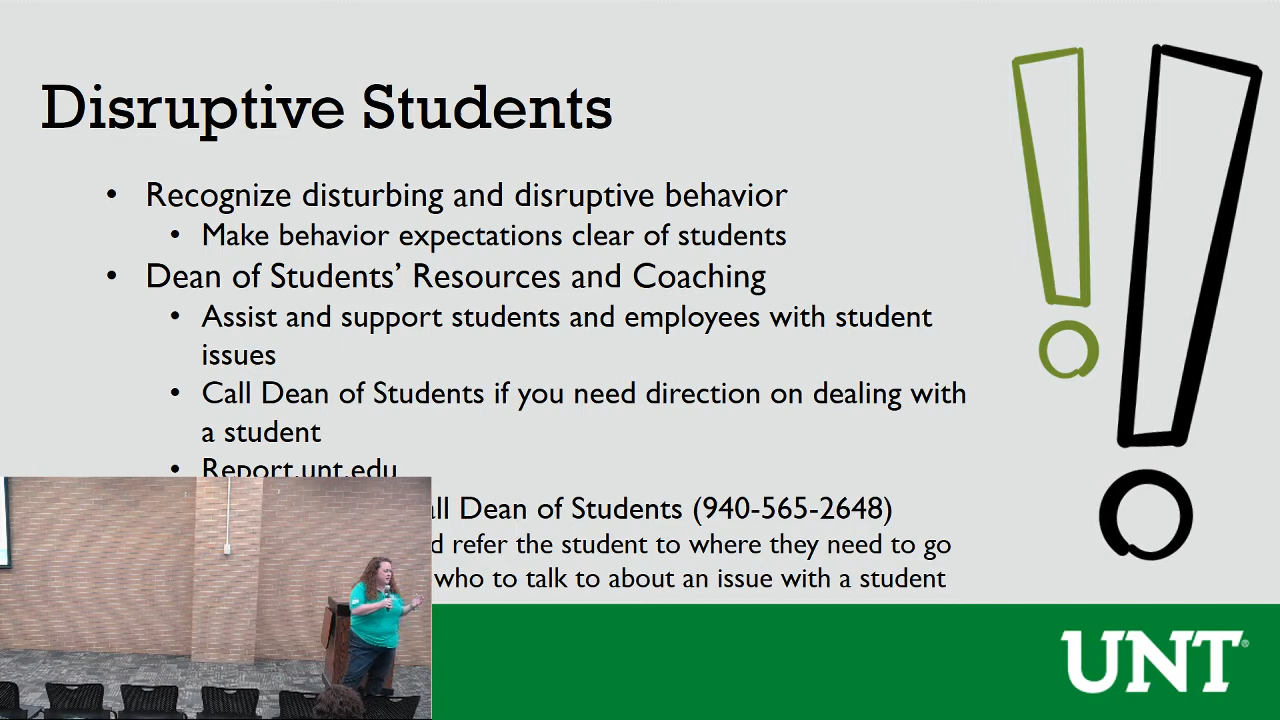 Disruptive Students
• Recognize disturbing and disruptive behavior
• Make behavior expectations clear of students
• Dean of Students' Resources and Coaching
• Assist and support students and employees with student
issues
• Call Dean of Students if you need direction on dealing with
a student
• Report.unt.edu
Dean of Students (940-565-2648)
refer the student to where they need to go
who to talk to about an issue with a student
UNT®